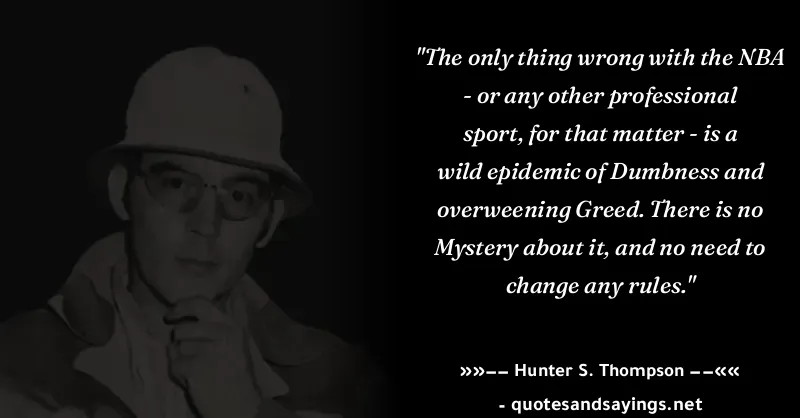 "The only thing wrong with the NBA
- or any other professional
sport, for that matter - is a
wild epidemic of Dumbness and
overweening Greed. There is no
Mystery about it, and no need to
change any rules."
»»–– Hunter S. Thompson ––««
- quotesandsayings.net